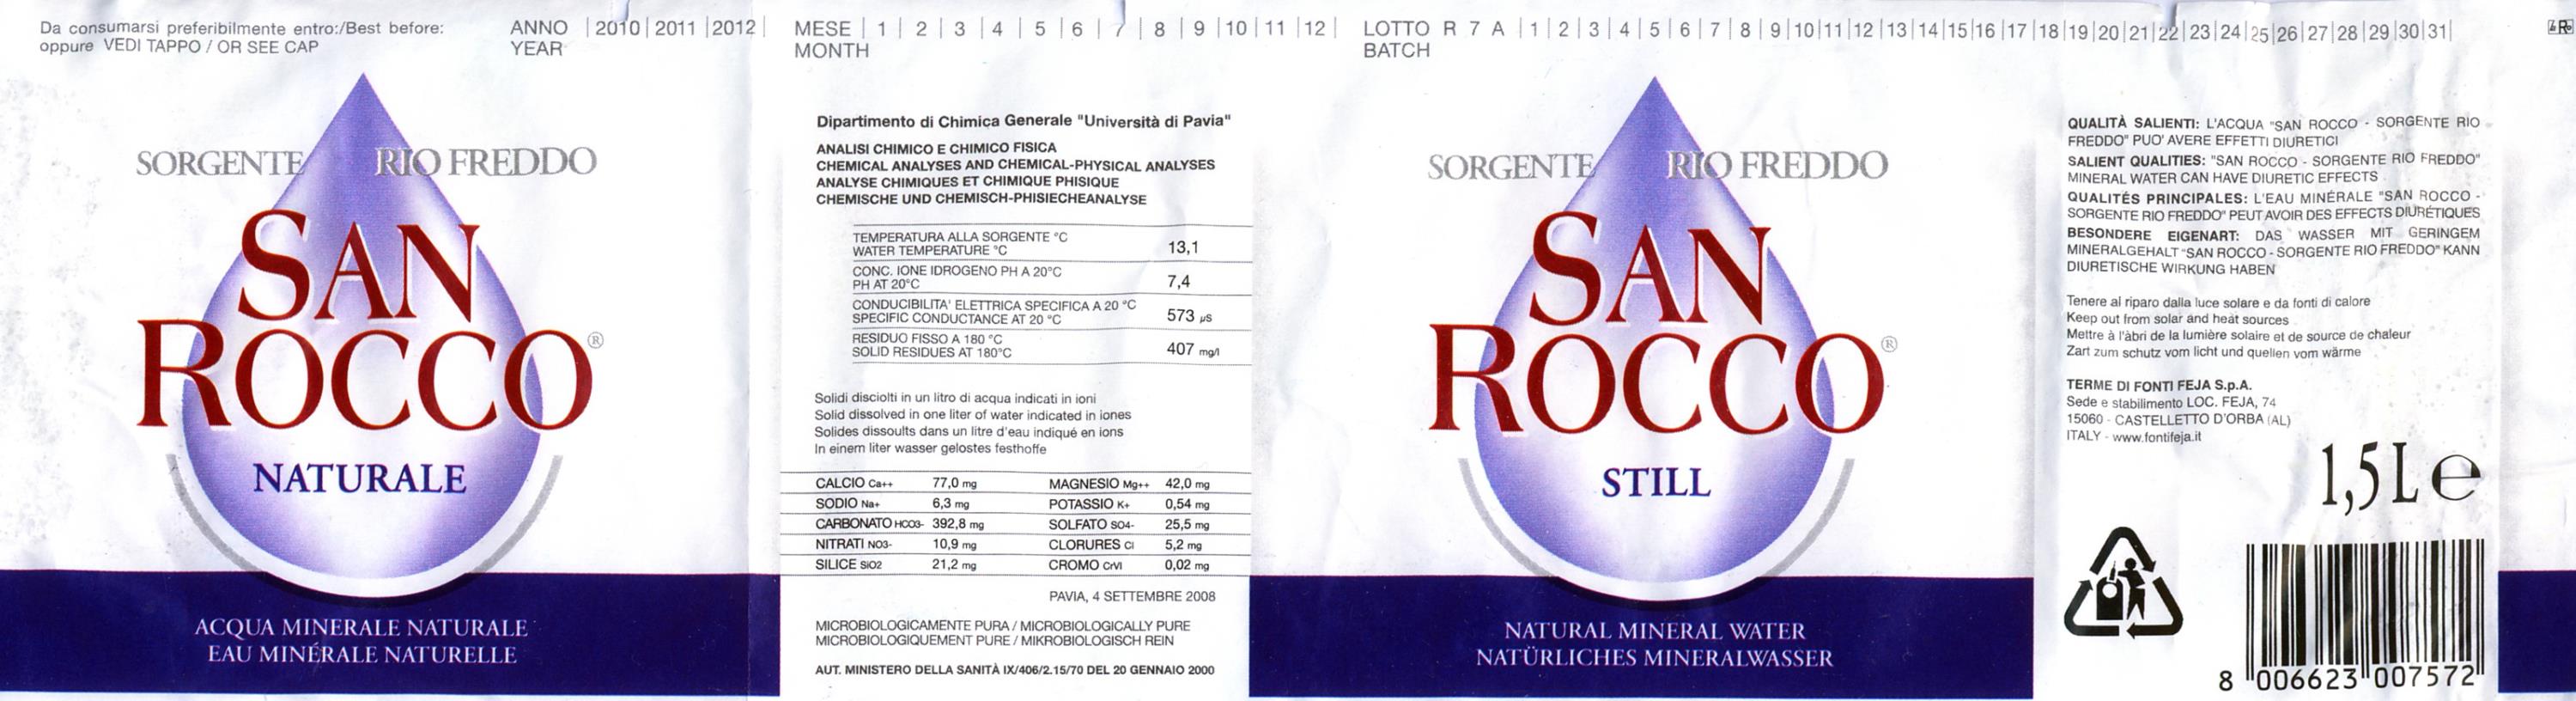 Da consumarsi preferibilmente entro:/Best before:
oppure VEDI TAPPO / OR SEE CAP
ANNO | 2010 | 2011 | 2012 |
YEAR
MESE | 1 | 2 | 3 | 4 | 5 | 6 | 7 | 8 | 9 | 10 | 11 | 12 |
MONTH
LOTTO R 7 A | 1 | 2 | 3 | 4 | 5 | 6 | 7 | 8 | 9 | 10 | 11 | 12 | 13 | 14 | 15 | 16 | 17 | 18 | 19 | 20 | 21 | 22 | 23 | 24 | 25 | 26 | 27 | 28 | 29 | 30 | 31 |
BATCH
SORGENTE RIO FREDDO
SAN
ROCCO®
NATURALE
ACQUA MINERALE NATURALE
EAU MINÉRALE NATURELLE
Dipartimento di Chimica Generale "Università di Pavia"
ANALISI CHIMICO E CHIMICO FISICA
CHEMICAL ANALYSES AND CHEMICAL-PHYSICAL ANALYSES
ANALYSE CHIMIQUES ET CHIMIQUE PHISIQUE
CHEMISCHE UND CHEMISCH-PHISIECHEANALYSE
TEMPERATURA ALLA SORGENTE °C
WATER TEMPERATURE °C 13,1
CONC. IONE IDROGENO PH A 20°C
PH AT 20°C 7,4
CONDUCIBILITA' ELETTRICA SPECIFICA A 20 °C
SPECIFIC CONDUCTANCE AT 20 °C 573 µS
RESIDUO FISSO A 180 °C
SOLID RESIDUES AT 180°C 407 mg/l
Solidi disciolti in un litro di acqua indicati in ioni
Solid dissolved in one liter of water indicated in iones
Solides dissoults dans un litre d'eau indiqué en ions
In einem liter wasser gelostes festhoffe
CALCIO Ca++ 77,0 mg MAGNESIO Mg++ 42,0 mg
SODIO Na+ 6,3 mg POTASSIO K+ 0,54 mg
CARBONATO HCO3- 392,8 mg SOLFATO SO4- 25,5 mg
NITRATI NO3- 10,9 mg CLORURES Cl 5,2 mg
SILICE SiO2 21,2 mg CROMO CrVI 0,02 mg
PAVIA, 4 SETTEMBRE 2008
MICROBIOLOGICAMENTE PURA / MICROBIOLOGICALLY PURE
MICROBIOLOGIQUEMENT PURE / MIKROBIOLOGISCH REIN
AUT. MINISTERO DELLA SANITÀ IX/406/2.15/70 DEL 20 GENNAIO 2000
SORGENTE RIO FREDDO
SAN
ROCCO®
STILL
NATURAL MINERAL WATER
NATÜRLICHES MINERALWASSER
QUALITÀ SALIENTI: L'ACQUA "SAN ROCCO - SORGENTE RIO
FREDDO" PUO' AVERE EFFETTI DIURETICI
SALIENT QUALITIES: "SAN ROCCO - SORGENTE RIO FREDDO"
MINERAL WATER CAN HAVE DIURETIC EFFECTS
QUALITÉS PRINCIPALES: L'EAU MINÉRALE "SAN ROCCO -
SORGENTE RIO FREDDO" PEUT AVOIR DES EFFECTS DIURÉTIQUES
BESONDERE EIGENART: DAS WASSER MIT GERINGEM
MINERALGEHALT "SAN ROCCO - SORGENTE RIO FREDDO" KANN
DIURETISCHE WIRKUNG HABEN
Tenere al riparo dalla luce solare e da fonti di calore
Keep out from solar and heat sources
Mettre à l'àbri de la lumière solaire et de source de chaleur
Zart zum schutz vom licht und quellen vom wärme
TERME DI FONTI FEJA S.p.A.
Sede e stabilimento LOC. FEJA, 74
15060 - CASTELLETTO D'ORBA (AL)
ITALY - www.fontifeja.it
1,5 L e
8 006623 007572